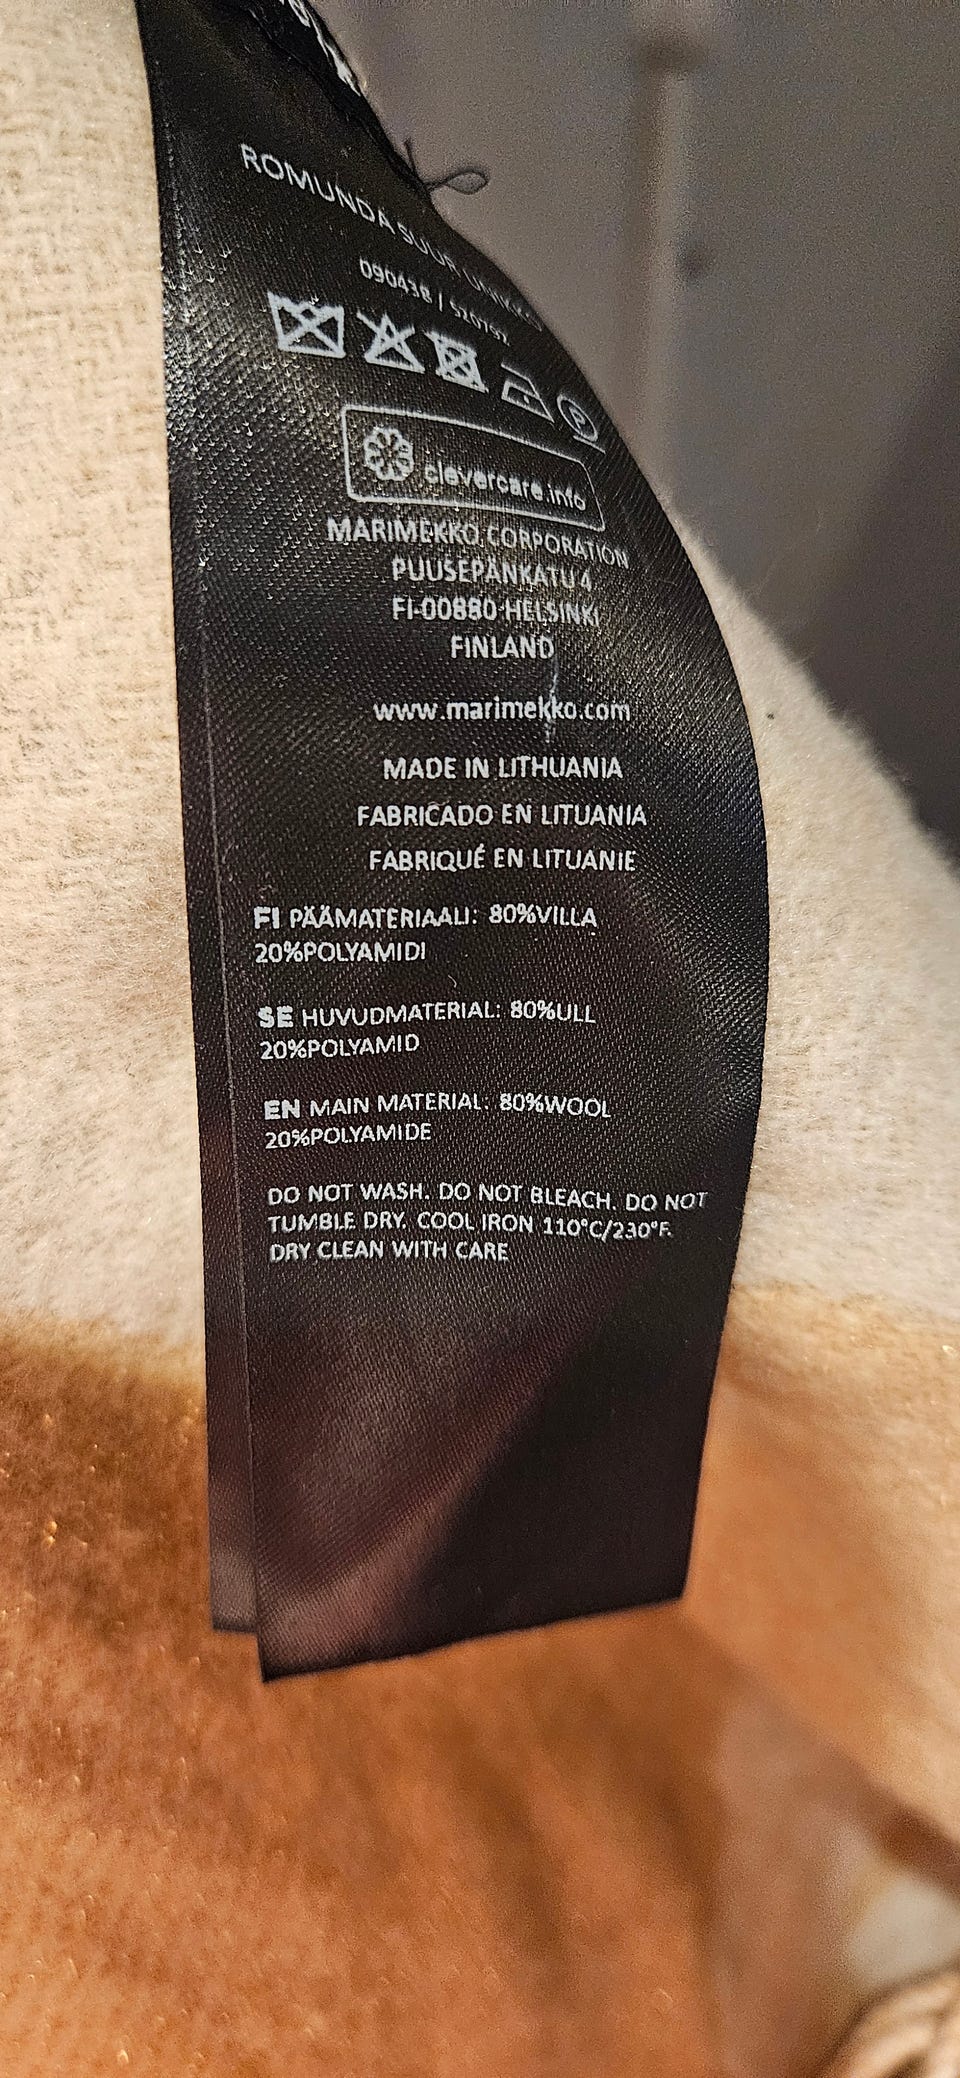 ROMUNDA SUUR UNIKKO
090438 |
P
clevercare.info
MARIMEKKO CORPORATION
PUUSEPÄNKATU 4
FI-00880 HELSINKI
FINLAND
www.marimekko.com
MADE IN LITHUANIA
FABRICADO EN LITUANIA
FABRIQUÉ EN LITUANIE
FI PÄÄMATERIAALI: 80%VILLA
20%POLYAMIDI
SE HUVUDMATERIAL: 80%ULL
20%POLYAMID
EN MAIN MATERIAL: 80%WOOL
20%POLYAMIDE
DO NOT WASH. DO NOT BLEACH. DO NOT
TUMBLE DRY. COOL IRON 110°C/230°F.
DRY CLEAN WITH CARE